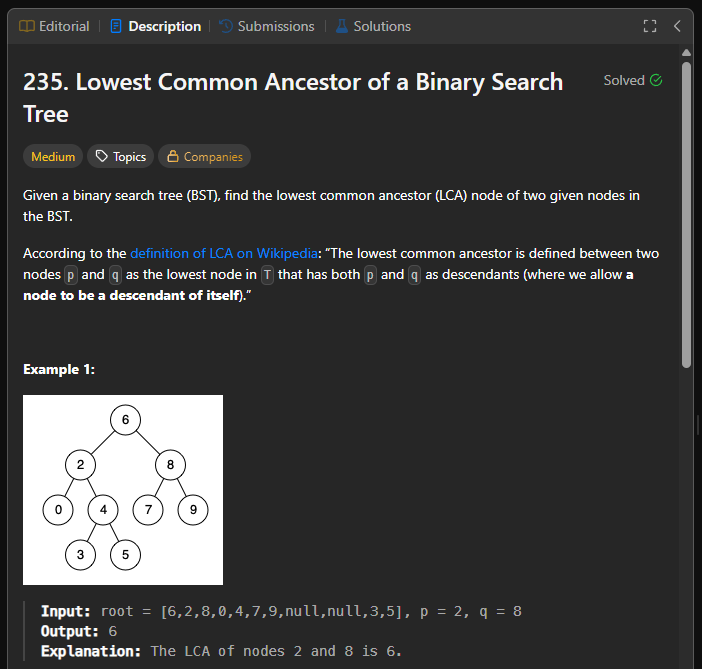 Editorial | Description | Submissions | Solutions
235. Lowest Common Ancestor of a Binary Search
Tree
Solved
Medium Topics Companies
Given a binary search tree (BST), find the lowest common ancestor (LCA) node of two given nodes in
the BST.
According to the definition of LCA on Wikipedia: “The lowest common ancestor is defined between two
nodes p and q as the lowest node in T that has both p and q as descendants (where we allow a
node to be a descendant of itself).”
Example 1:
6
2 8
0 4 7 9
3 5
Input: root = [6,2,8,0,4,7,9,null,null,3,5], p = 2, q = 8
Output: 6
Explanation: The LCA of nodes 2 and 8 is 6.